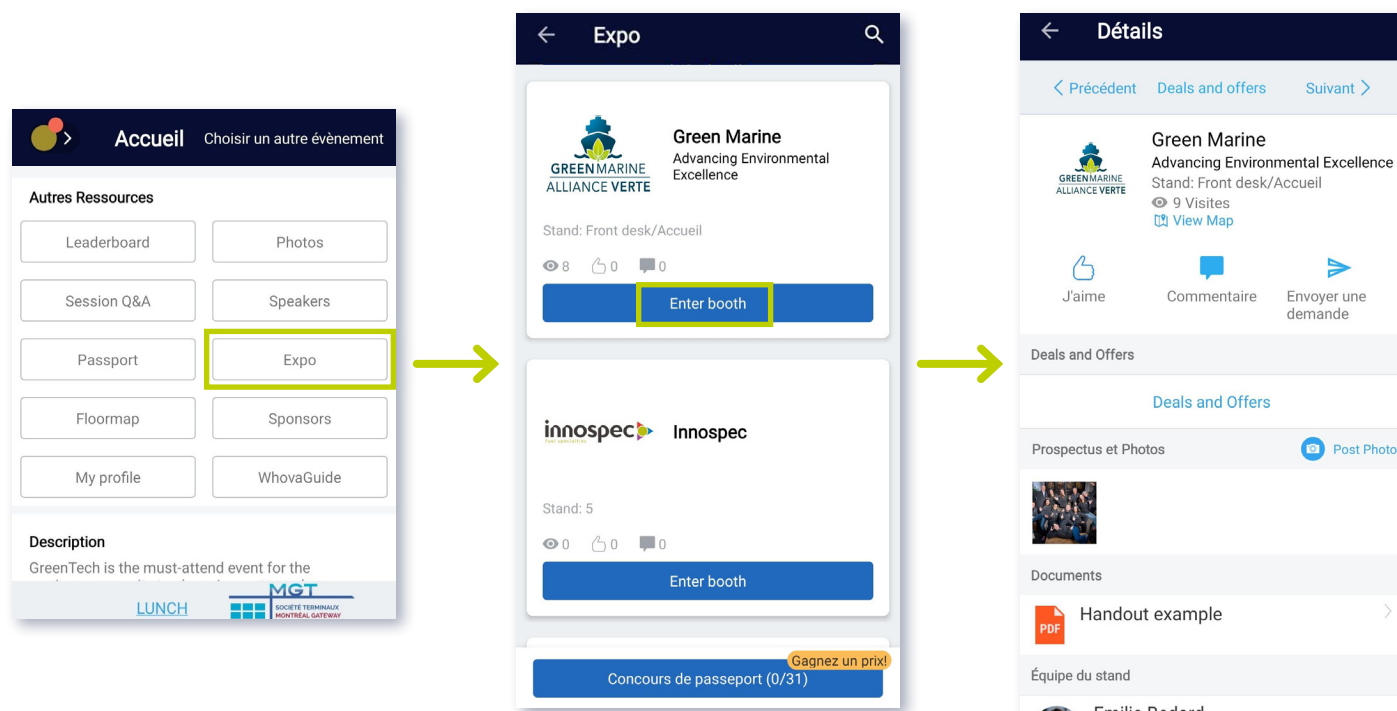 Accueil
Choisir un autre évènement
Autres Ressources
Leaderboard
Photos
Session Q&A
Speakers
Passport
Expo
Floormap
Sponsors
My profile
WhovaGuide
Description
GreenTech is the must-attend event for the
LUNCH
MGT
SOCIÉTÉ TERMINAUX
MONTRÉAL GATEWAY
Expo
GREEN MARINE
ALLIANCE VERTE
Green Marine
Advancing Environmental
Excellence
Stand: Front desk/Accueil
8
0
0
Enter booth
innospec
fuel specialties
Innospec
Stand: 5
0
0
0
Enter booth
Gagnez un prix!
Concours de passeport (0/31)
Détails
Précédent
Deals and offers
Suivant
GREEN MARINE
ALLIANCE VERTE
Green Marine
Advancing Environmental Excellence
Stand: Front desk/Accueil
9 Visites
View Map
J'aime
Commentaire
Envoyer une
demande
Deals and Offers
Deals and Offers
Prospectus et Photos
Post Photo
Documents
PDF
Handout example
Équipe du stand